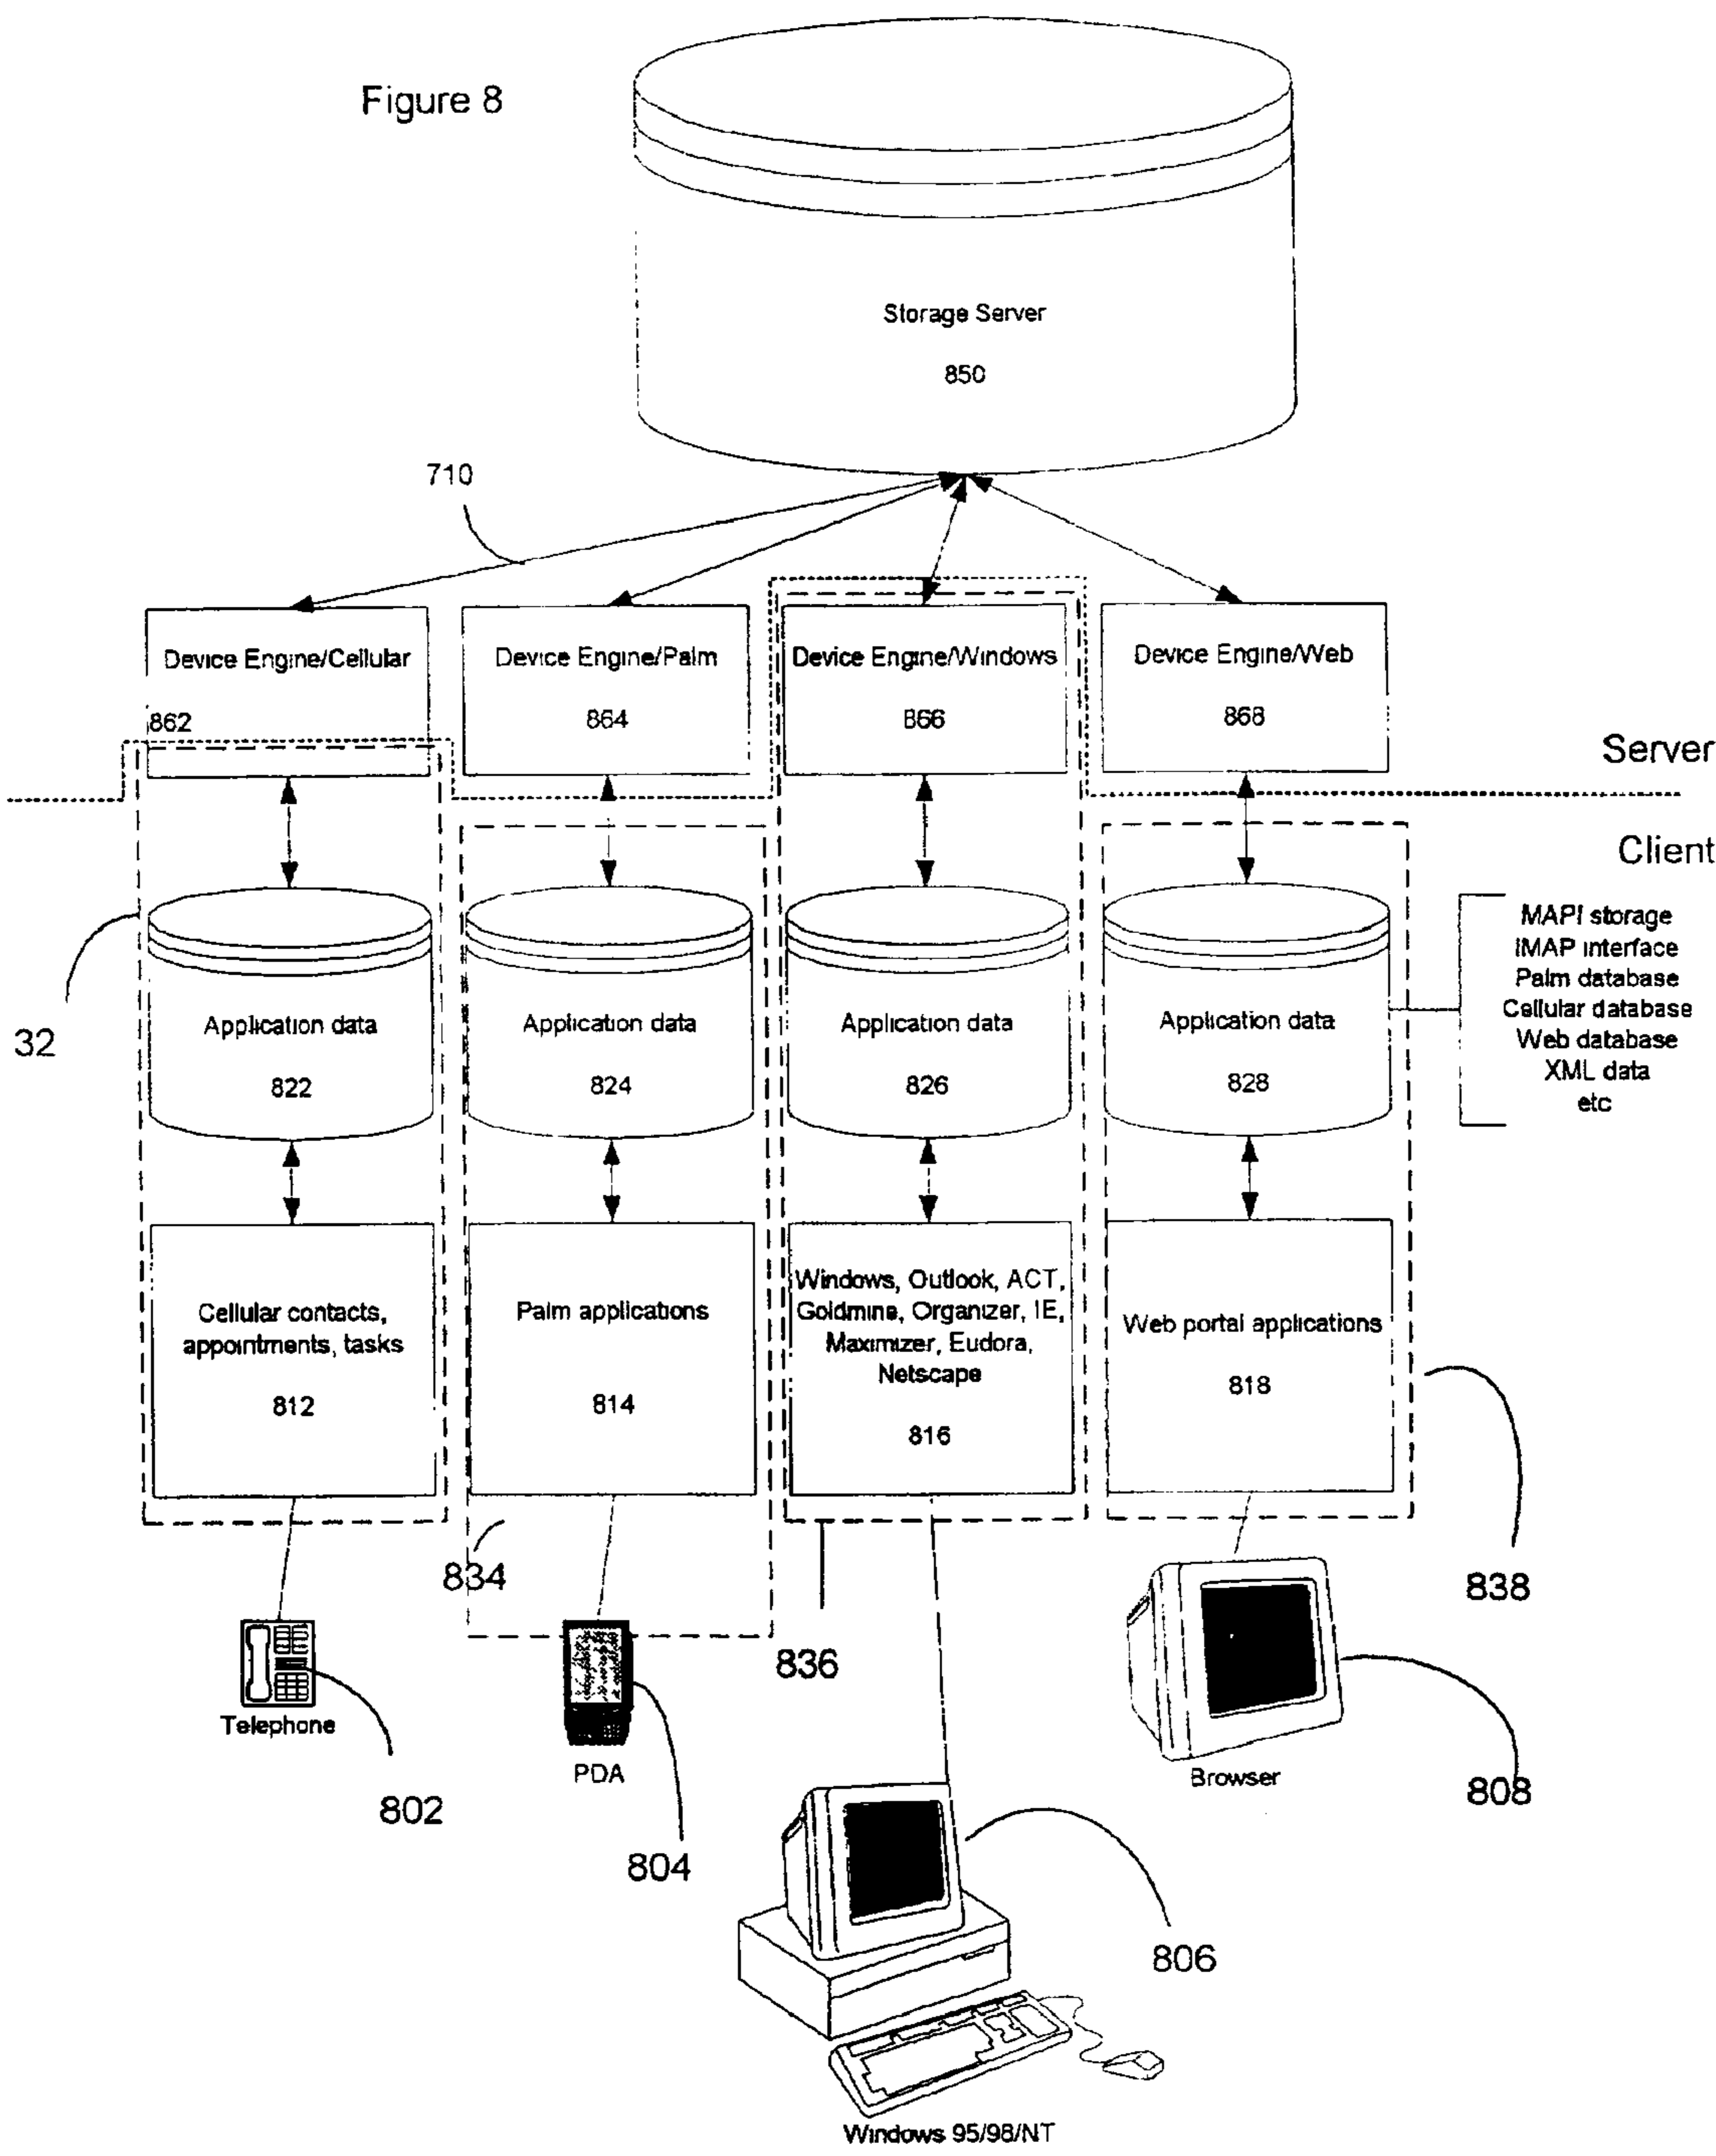 Figure 8
Storage Server
850
710
Device Engine/Cellular
862
Device Engine/Palm
864
Device Engine/Windows
866
Device Engine/Web
868
Server
Client
32
Application data
822
Application data
824
Application data
826
Application data
828
MAPI storage
IMAP interface
Palm database
Cellular database
Web database
XML data
etc
Cellular contacts,
appointments, tasks
812
Palm applications
814
Windows, Outlook, ACT,
Goldmine, Organizer, IE,
Maximizer, Eudora,
Netscape
816
Web portal applications
818
834
836
838
Telephone
802
PDA
804
Browser
808
806
Windows 95/98/NT